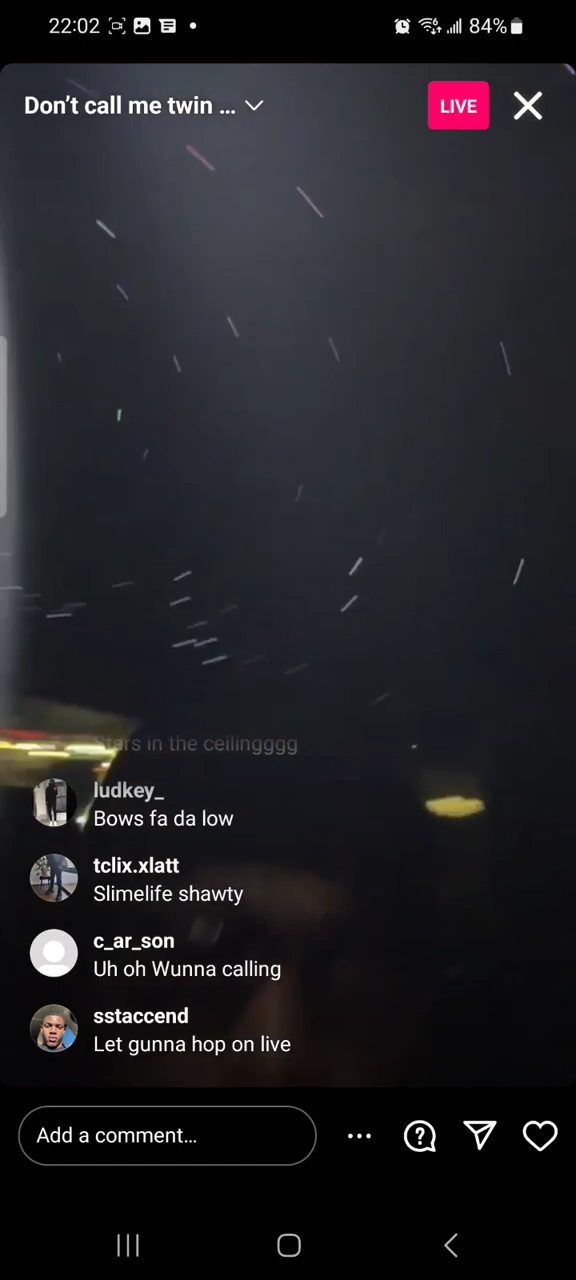 22:02
84%
Don’t call me twin ...
LIVE
tars in the ceilingggg
ludkey_
Bows fa da low
tclix.xlatt
Slimelife shawty
c_ar_son
Uh oh Wunna calling
sstaccend
Let gunna hop on live
Add a comment...